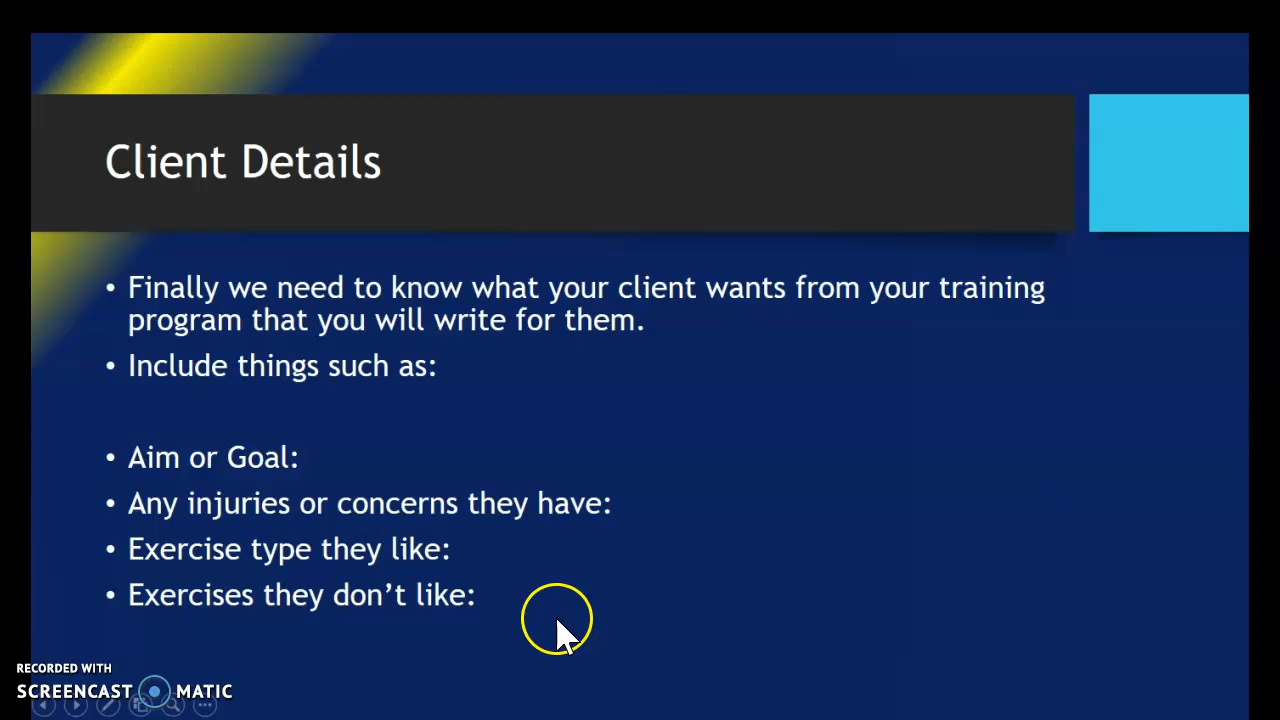 Client Details
• Finally we need to know what your client wants from your training
program that you will write for them.
• Include things such as:
• Aim or Goal:
• Any injuries or concerns they have:
• Exercise type they like:
• Exercises they don’t like:
RECORDED WITH
SCREENCAST MATIC